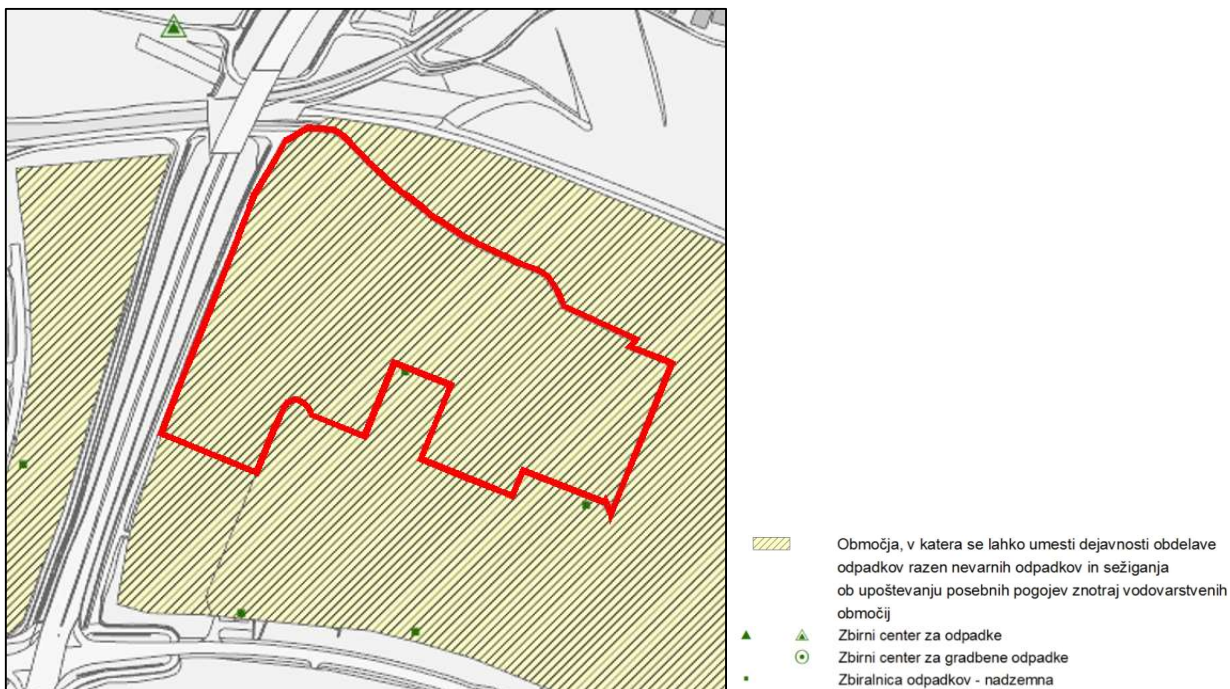 Območja, v katera se lahko umesti dejavnosti obdelave
odpadkov razen nevarnih odpadkov in sežiganja
ob upoštevanju posebnih pogojev znotraj vodovarstvenih
območij
Zbirni center za odpadke
Zbirni center za gradbene odpadke
Zbiralnica odpadkov - nadzemna